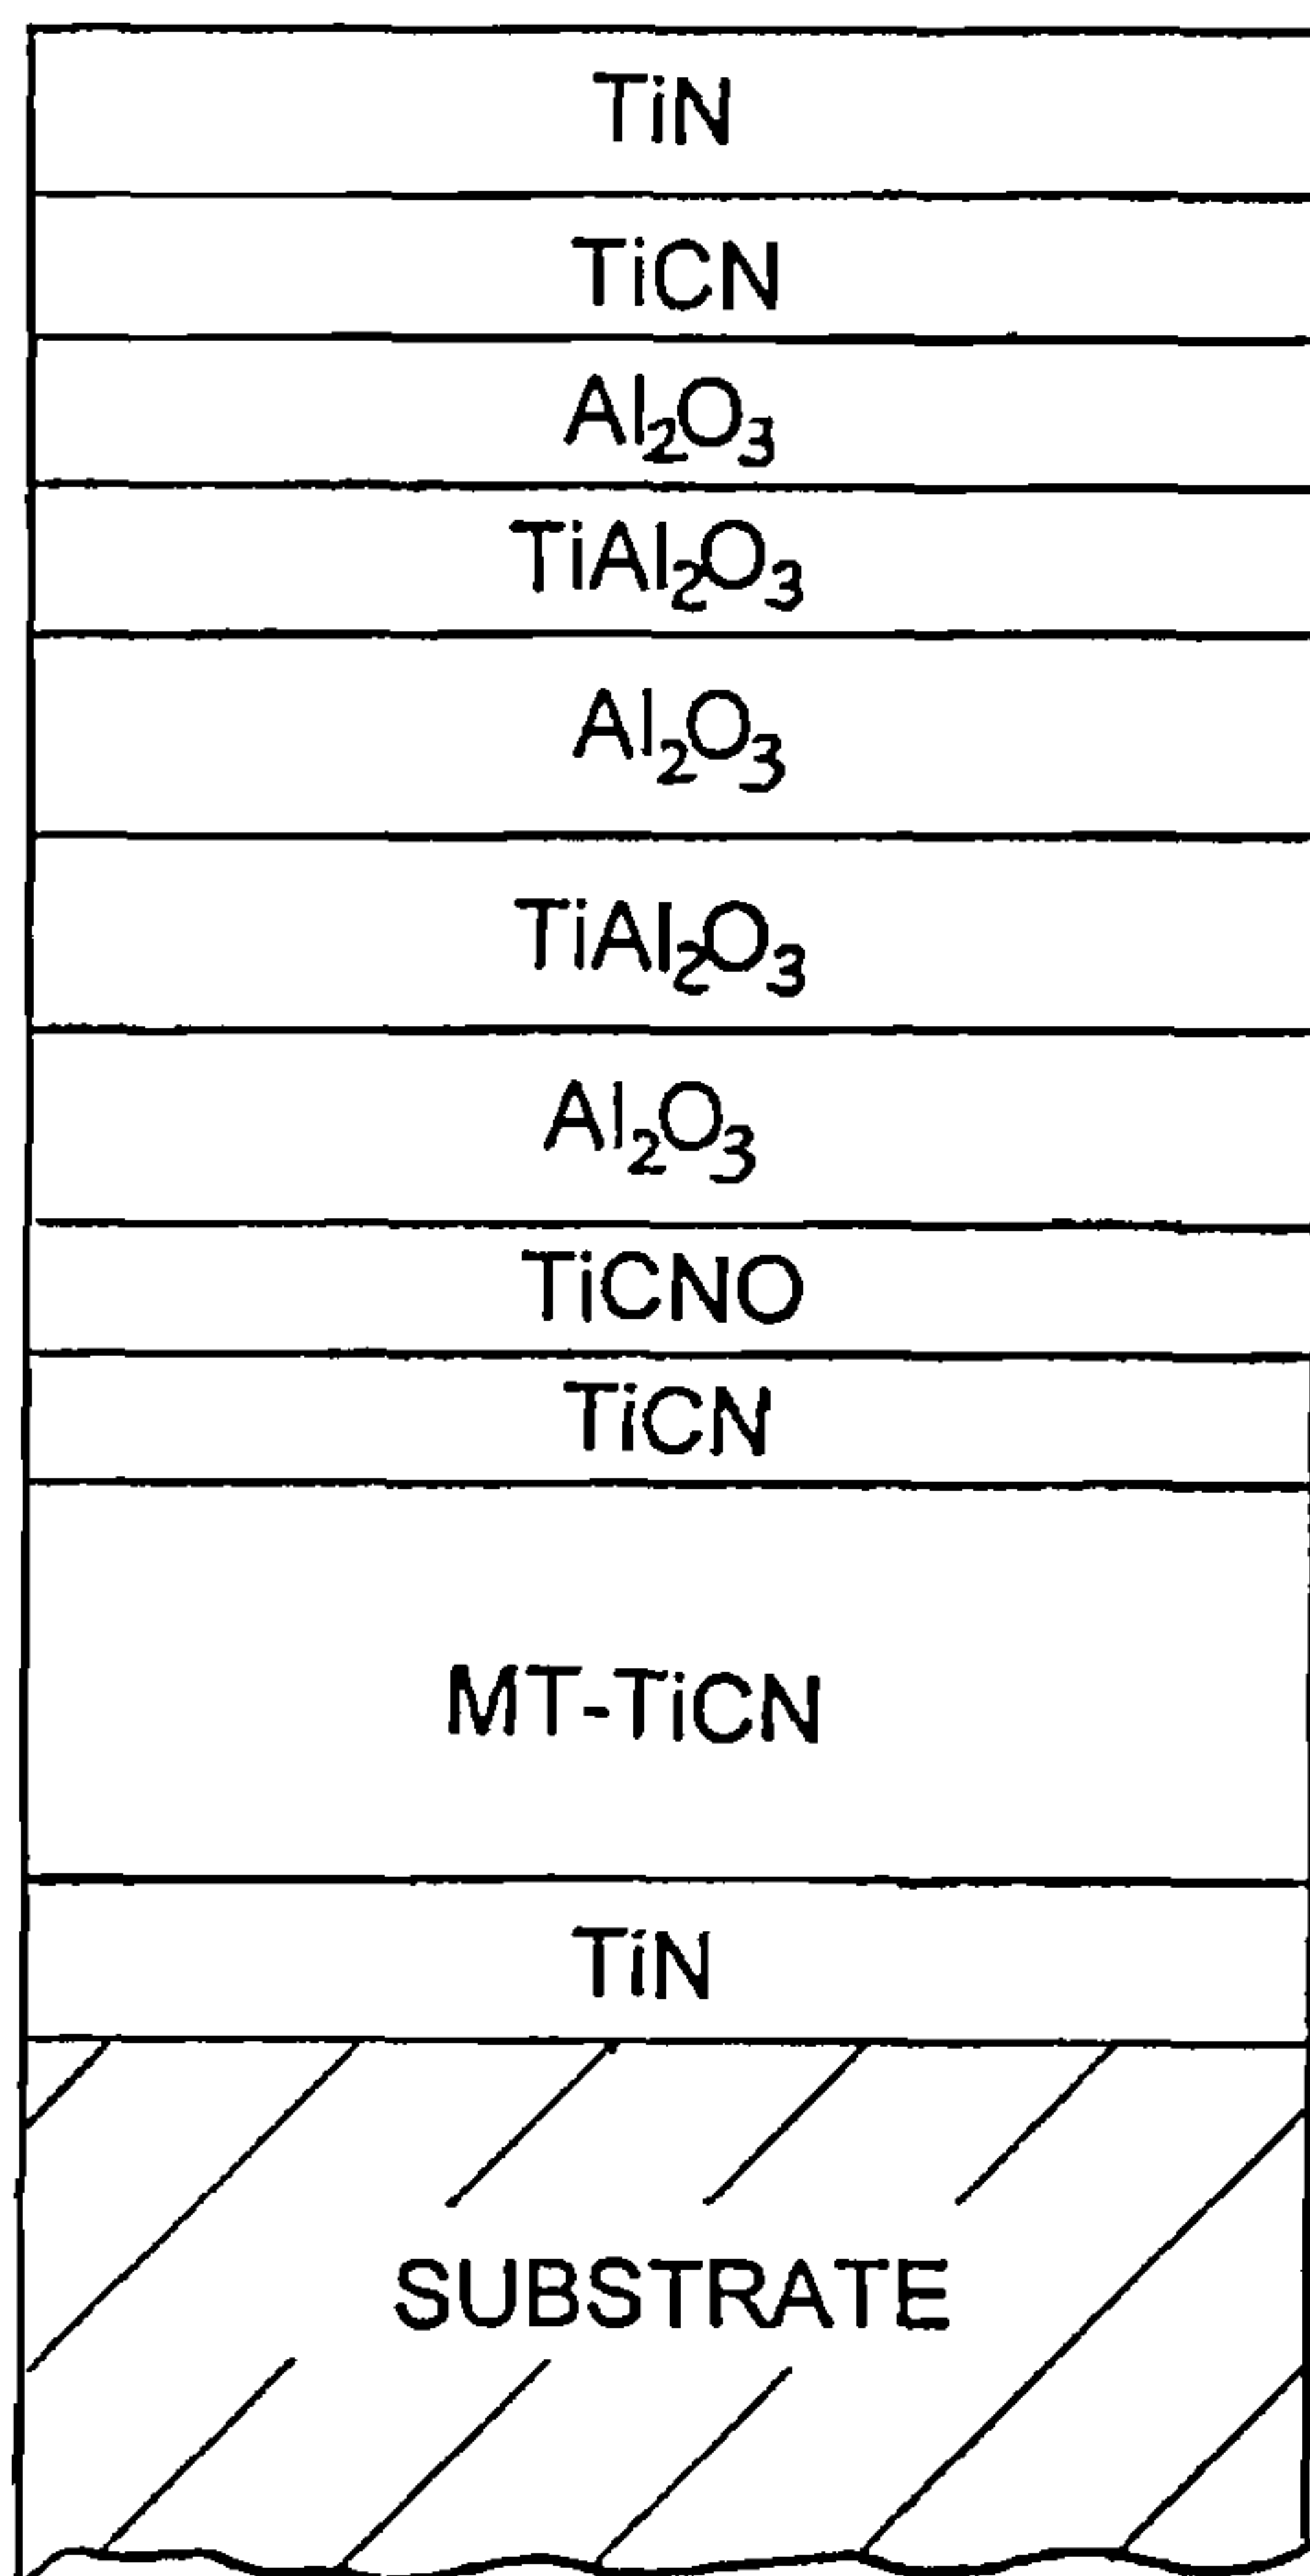 TiN
TiCN
Al₂O₃
TiAl₂O₃
Al₂O₃
TiAl₂O₃
Al₂O₃
TiCNO
TiCN
MT-TiCN
TiN
SUBSTRATE